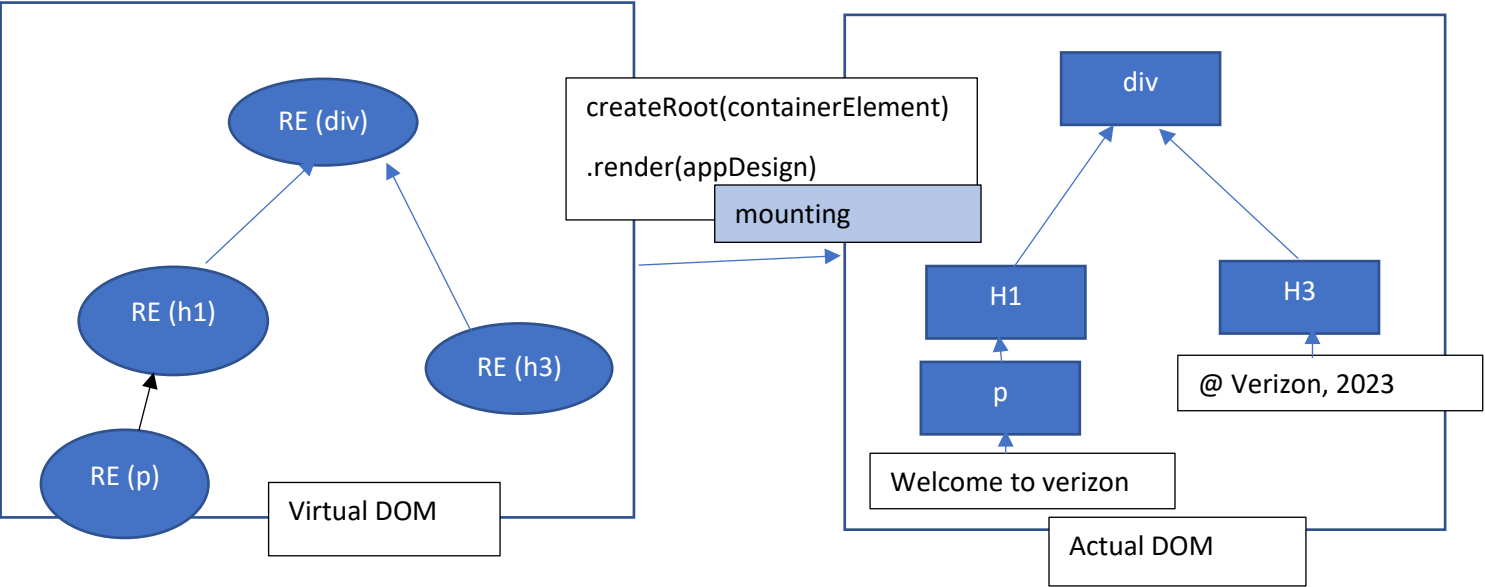 RE (div)
RE (h1)
RE (h3)
RE (p)
Virtual DOM
createRoot(containerElement)
.render(appDesign)
mounting
div
H1
H3
p
@ Verizon, 2023
Welcome to verizon
Actual DOM